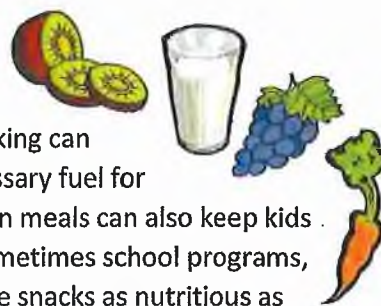 king can
ssary fuel for
n meals can also keep kids
metimes school programs,
e snacks as nutritious as